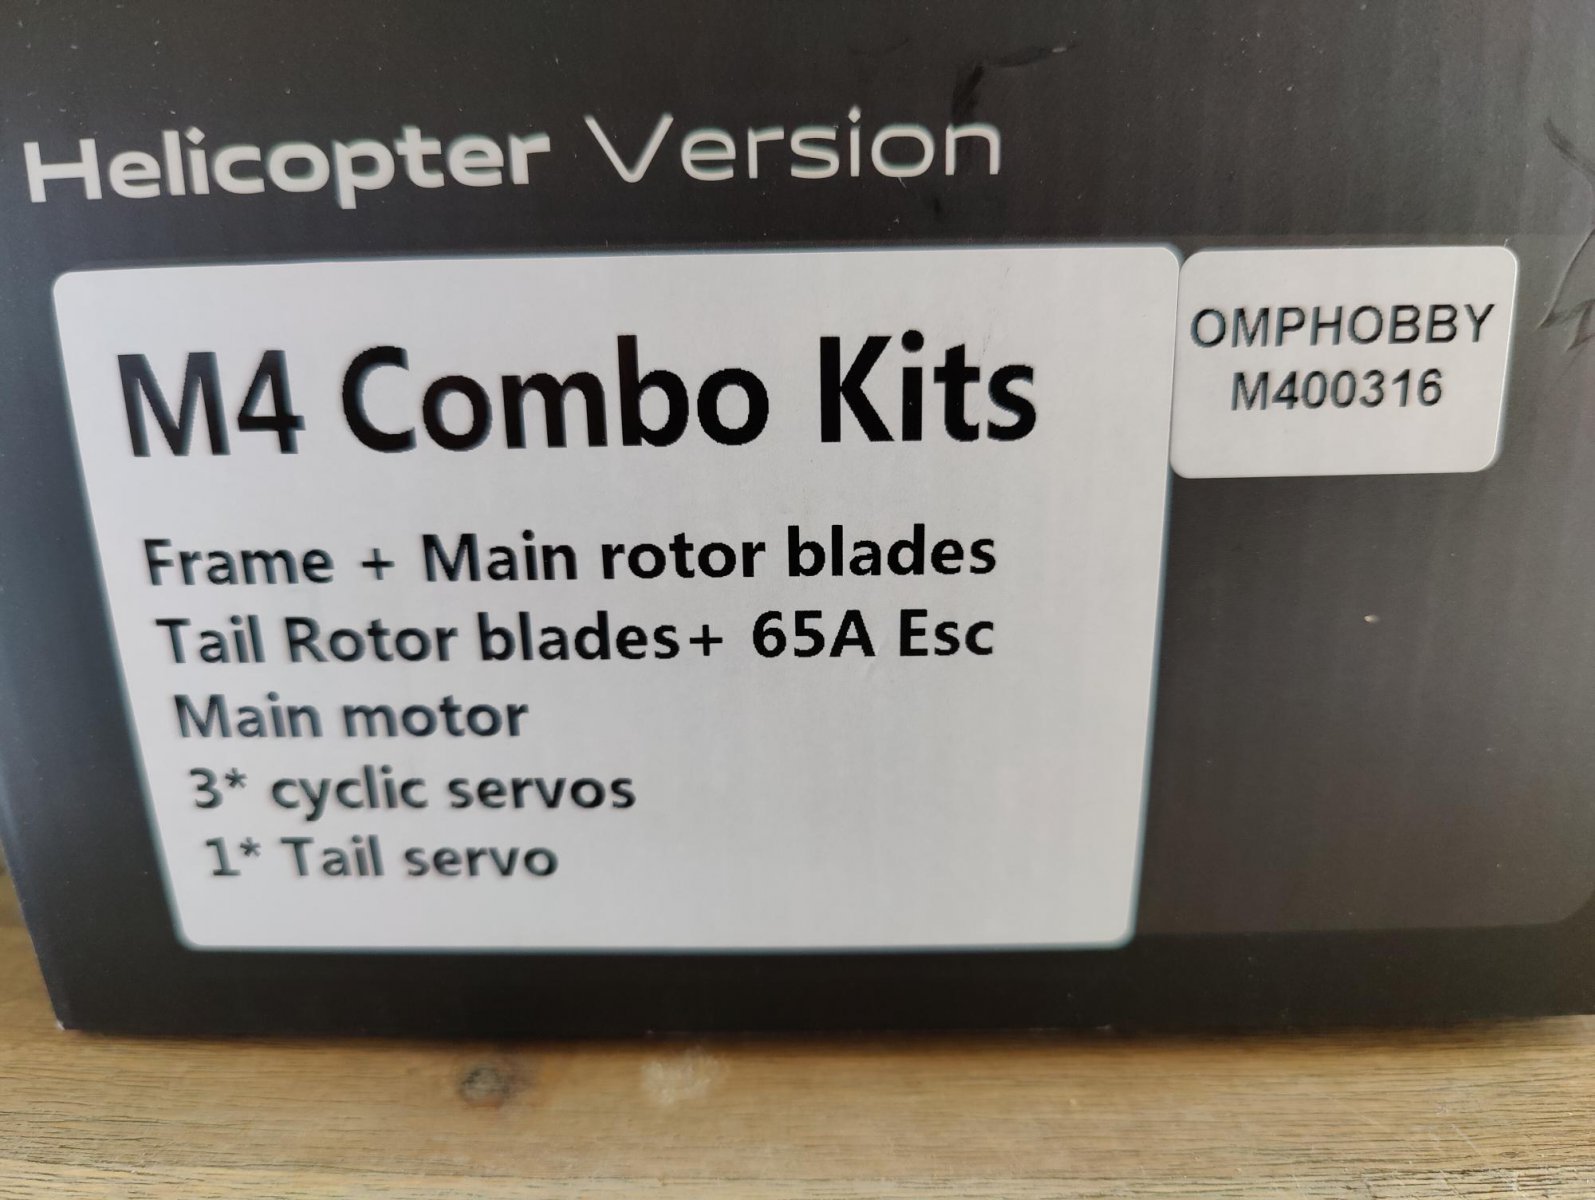 Helicopter Version
M4 Combo Kits
Frame + Main rotor blades
Tail Rotor blades+ 65A Esc
Main motor
3* cyclic servos
1* Tail servo
OMPHOBBY
M400316